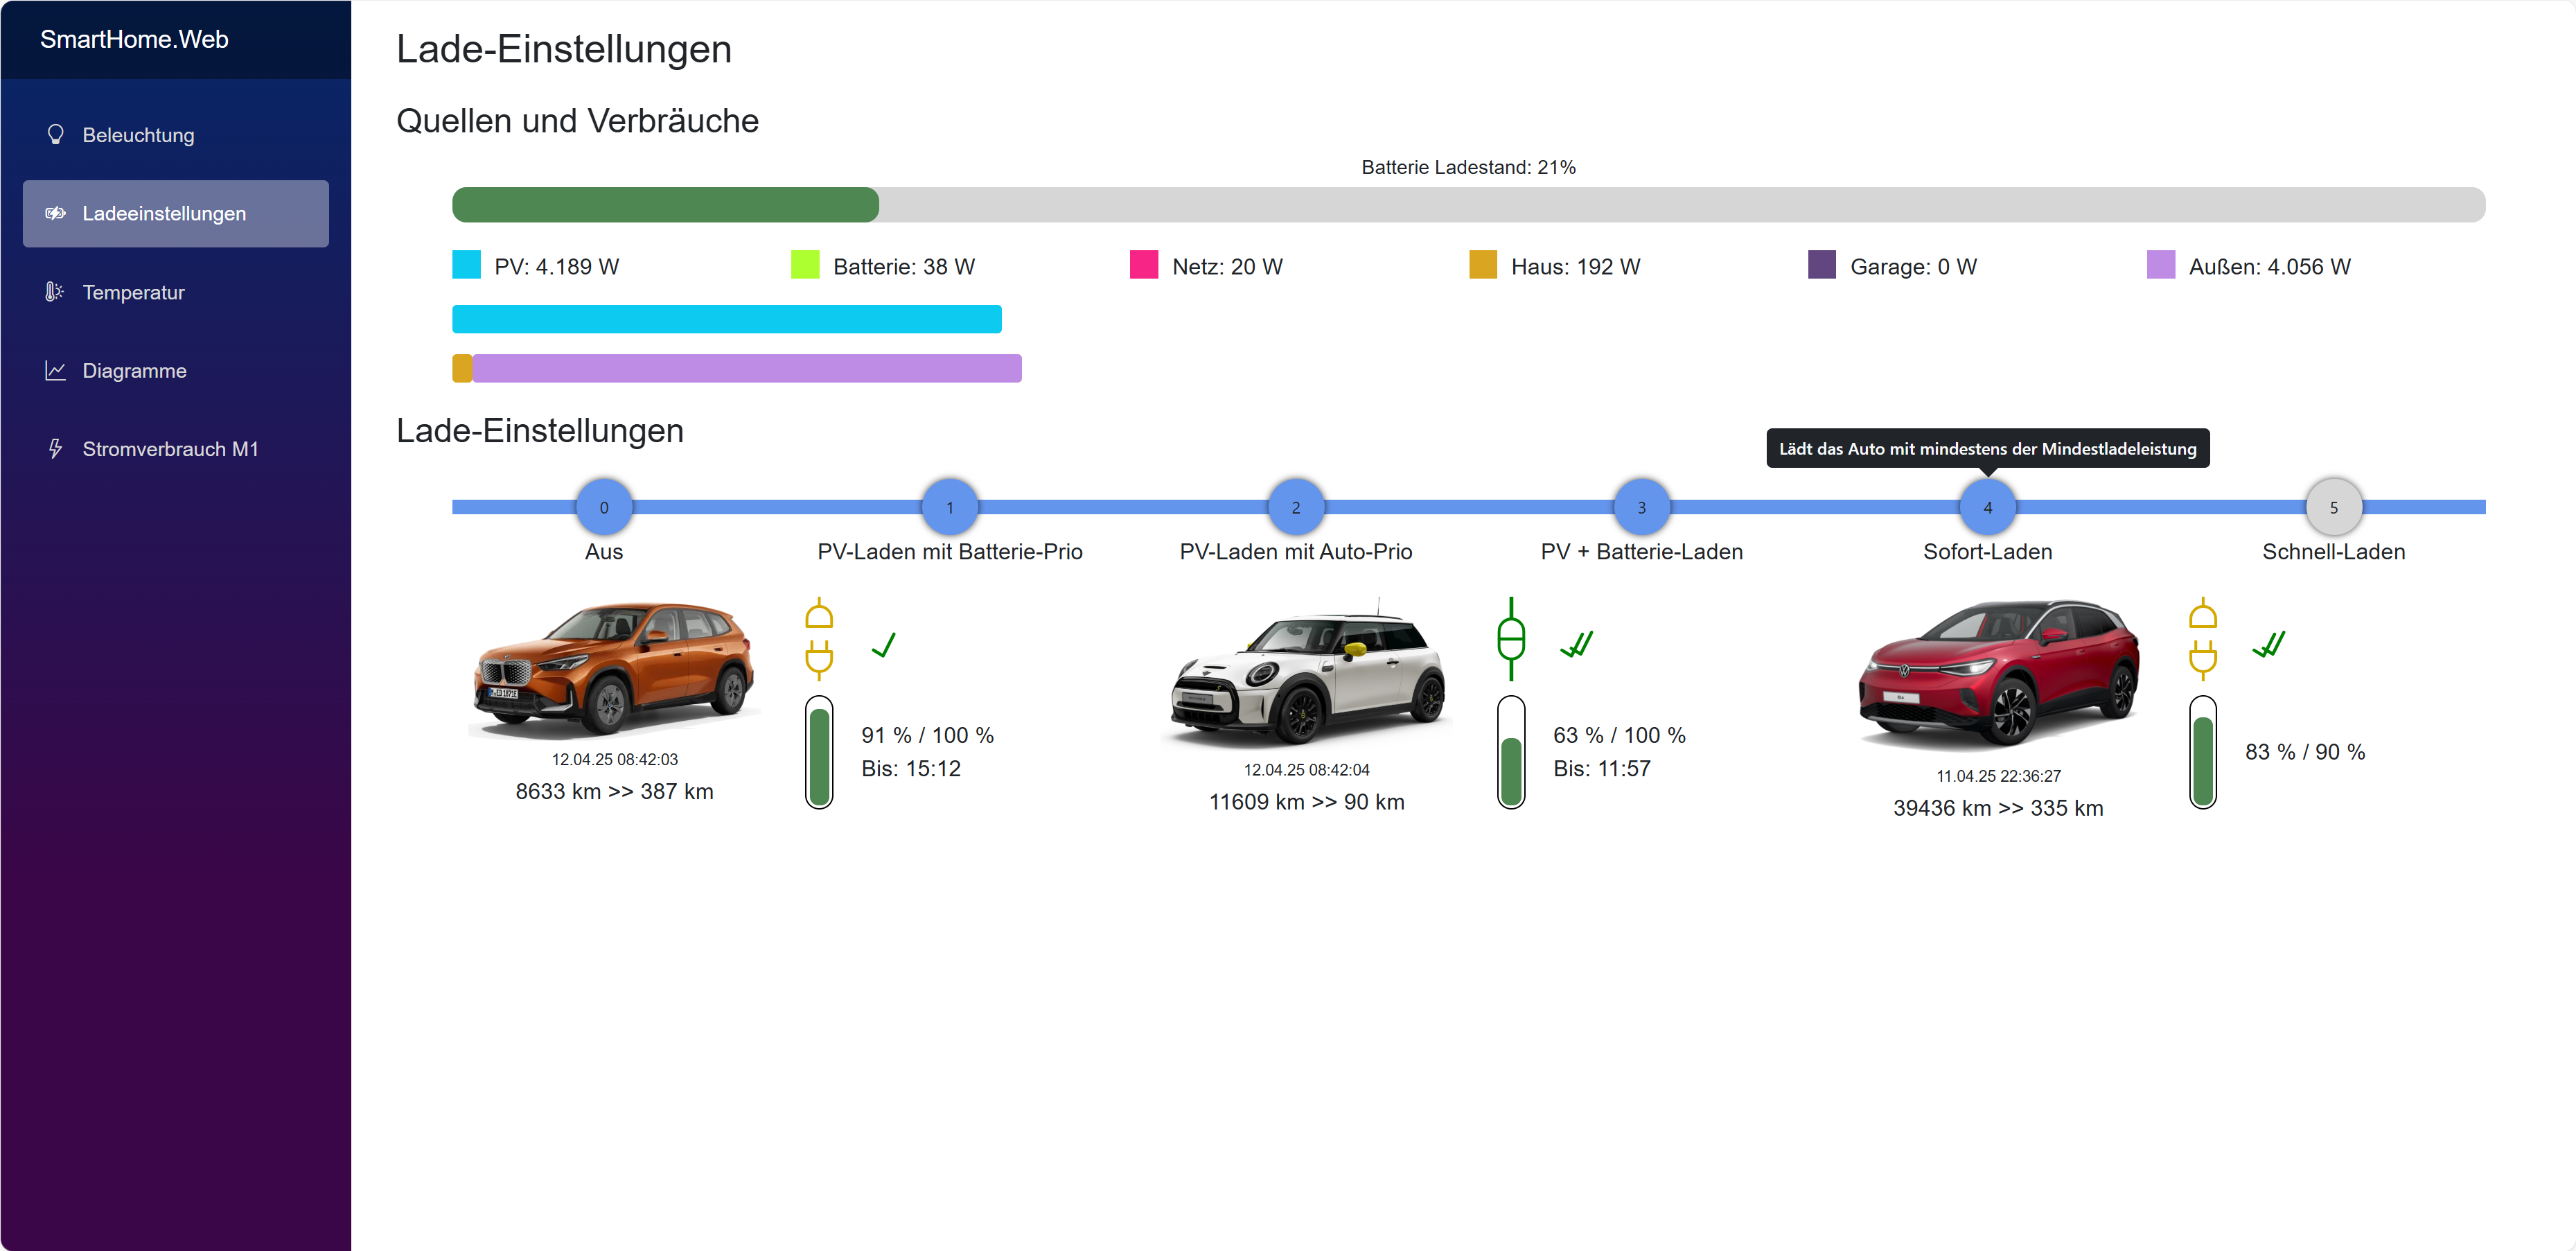 SmartHome.Web
Beleuchtung
Ladeeinstellungen
Temperatur
Diagramme
Stromverbrauch M1
Lade-Einstellungen
Quellen und Verbräuche
Batterie Ladestand: 21%
PV: 4.189 W
Batterie: 38 W
Netz: 20 W
Haus: 192 W
Garage: 0 W
Außen: 4.056 W
Lade-Einstellungen
Lädt das Auto mit mindestens der Mindestladeleistung
0
1
2
3
4
5
Aus
PV-Laden mit Batterie-Prio
PV-Laden mit Auto-Prio
PV + Batterie-Laden
Sofort-Laden
Schnell-Laden
12.04.25 08:42:03
8633 km >> 387 km
91 % / 100 %
Bis: 15:12
12.04.25 08:42:04
11609 km >> 90 km
63 % / 100 %
Bis: 11:57
11.04.25 22:36:27
39436 km >> 335 km
83 % / 90 %